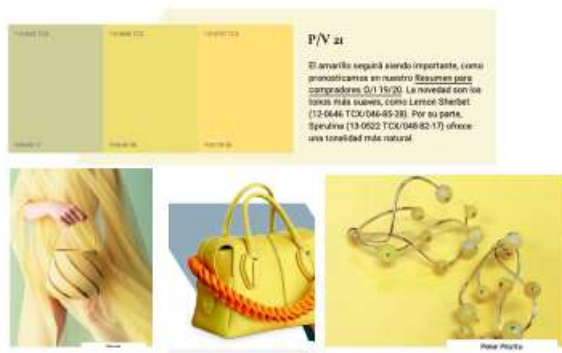 P/V 21
El amarillo seguirá siendo importante, como
pronosticamos en nuestro Resumen para
compradores O/I 19/20. La novedad son los
tonos más suaves, como Lemon Sherbet
(12-0646 TCX/046-85-28). Por su parte,
Spirulina (13-0522 TCX/048-82-17) ofrece
una tonalidad más natural